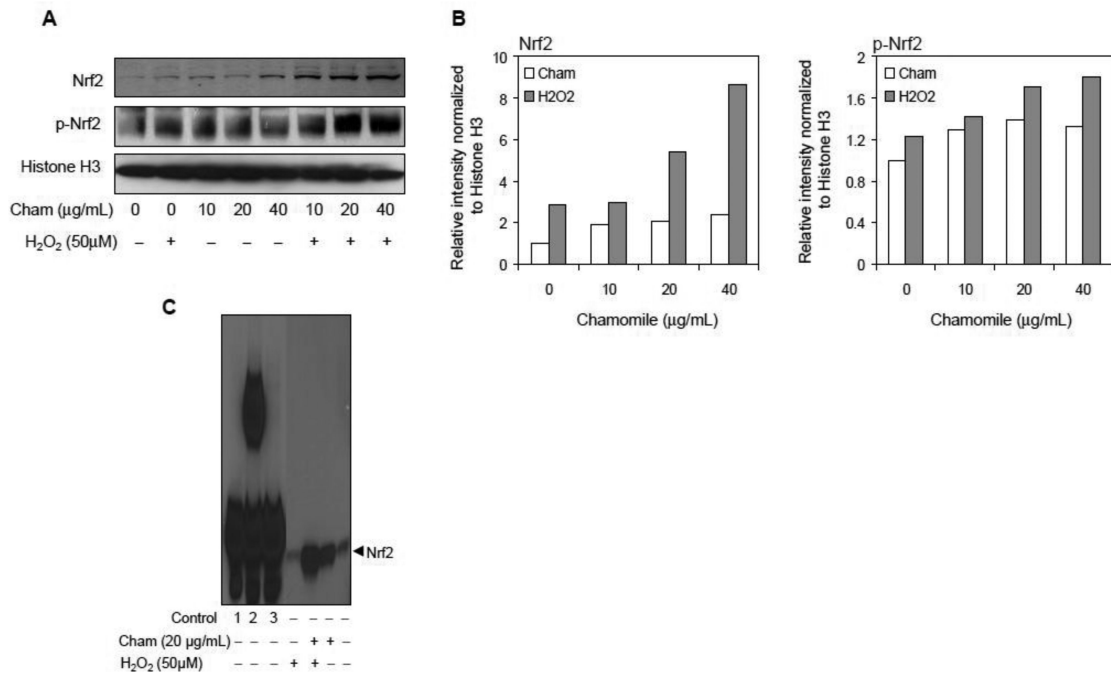 A
Nrf2
p-Nrf2
Histone H3
Cham (μg/mL) 0 0 10 20 40 10 20 40
H₂O₂ (50μM) – + – – – + + +
B
Nrf2
10
8
6
4
2
0
Relative intensity normalized
to Histone H3
Cham
H2O2
0 10 20 40
Chamomile (μg/mL)
p-Nrf2
1.6
1.2
0.8
0.4
0
2
Relative intensity normalized
to Histone H3
Cham
H2O2
0 10 20 40
Chamomile (μg/mL)
C
Nrf2
Control 1 2 3 – – – –
Cham (20 μg/mL) – – – – + + –
H₂O₂ (50μM) – – – + + – –